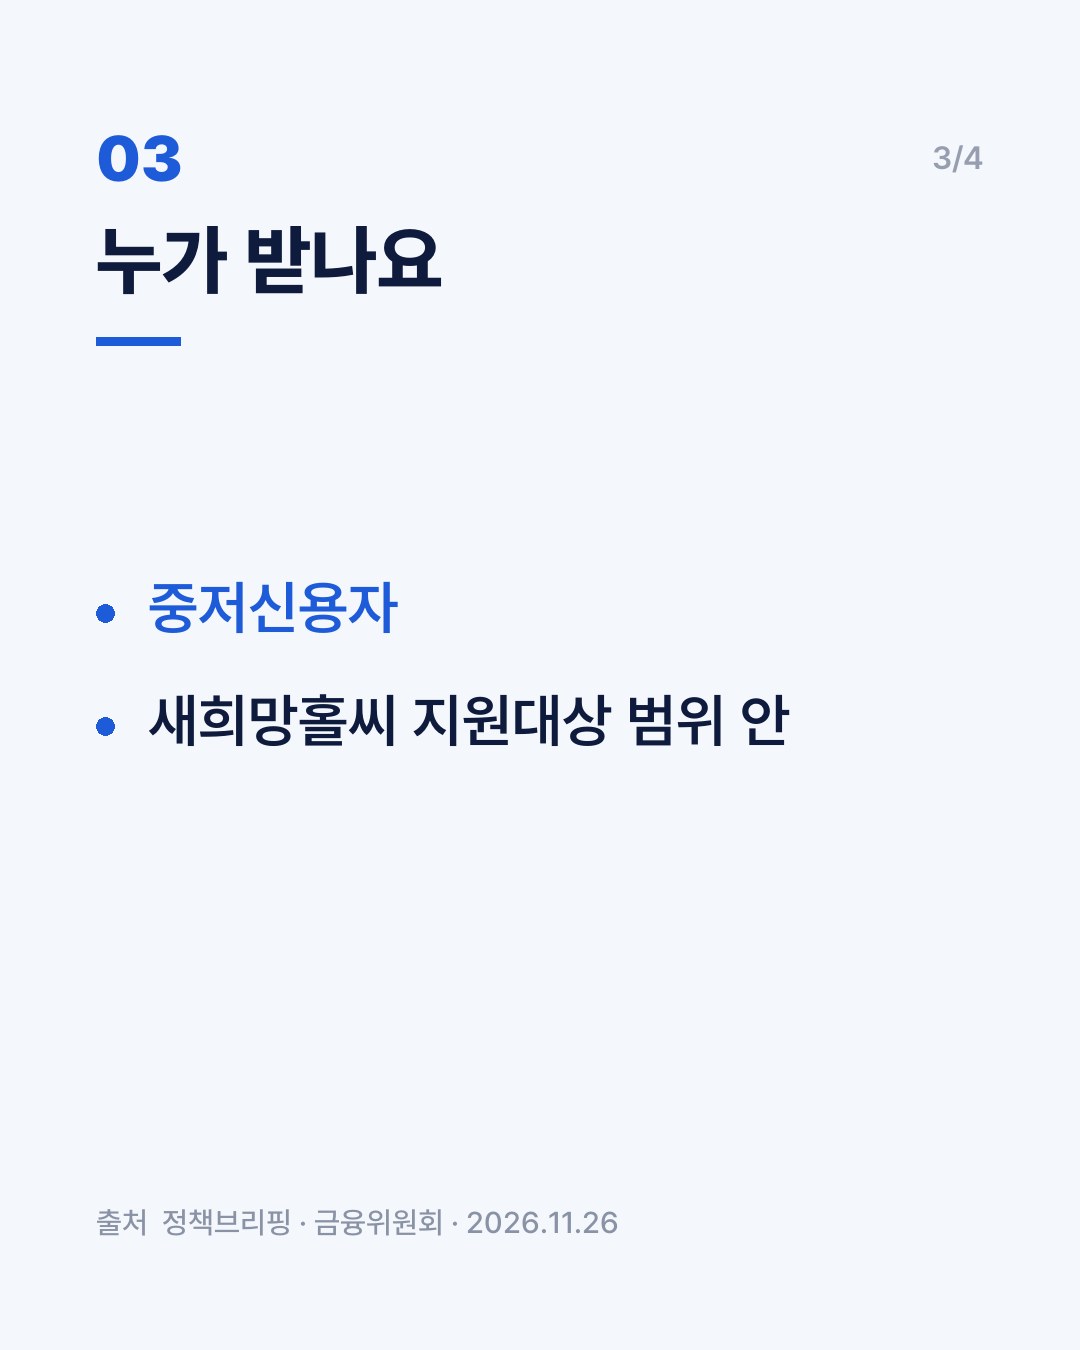 03
3/4
누가 받나요
• 중저신용자
• 새희망홀씨 지원대상 범위 안
출처 정책브리핑 · 금융위원회 · 2026.11.26